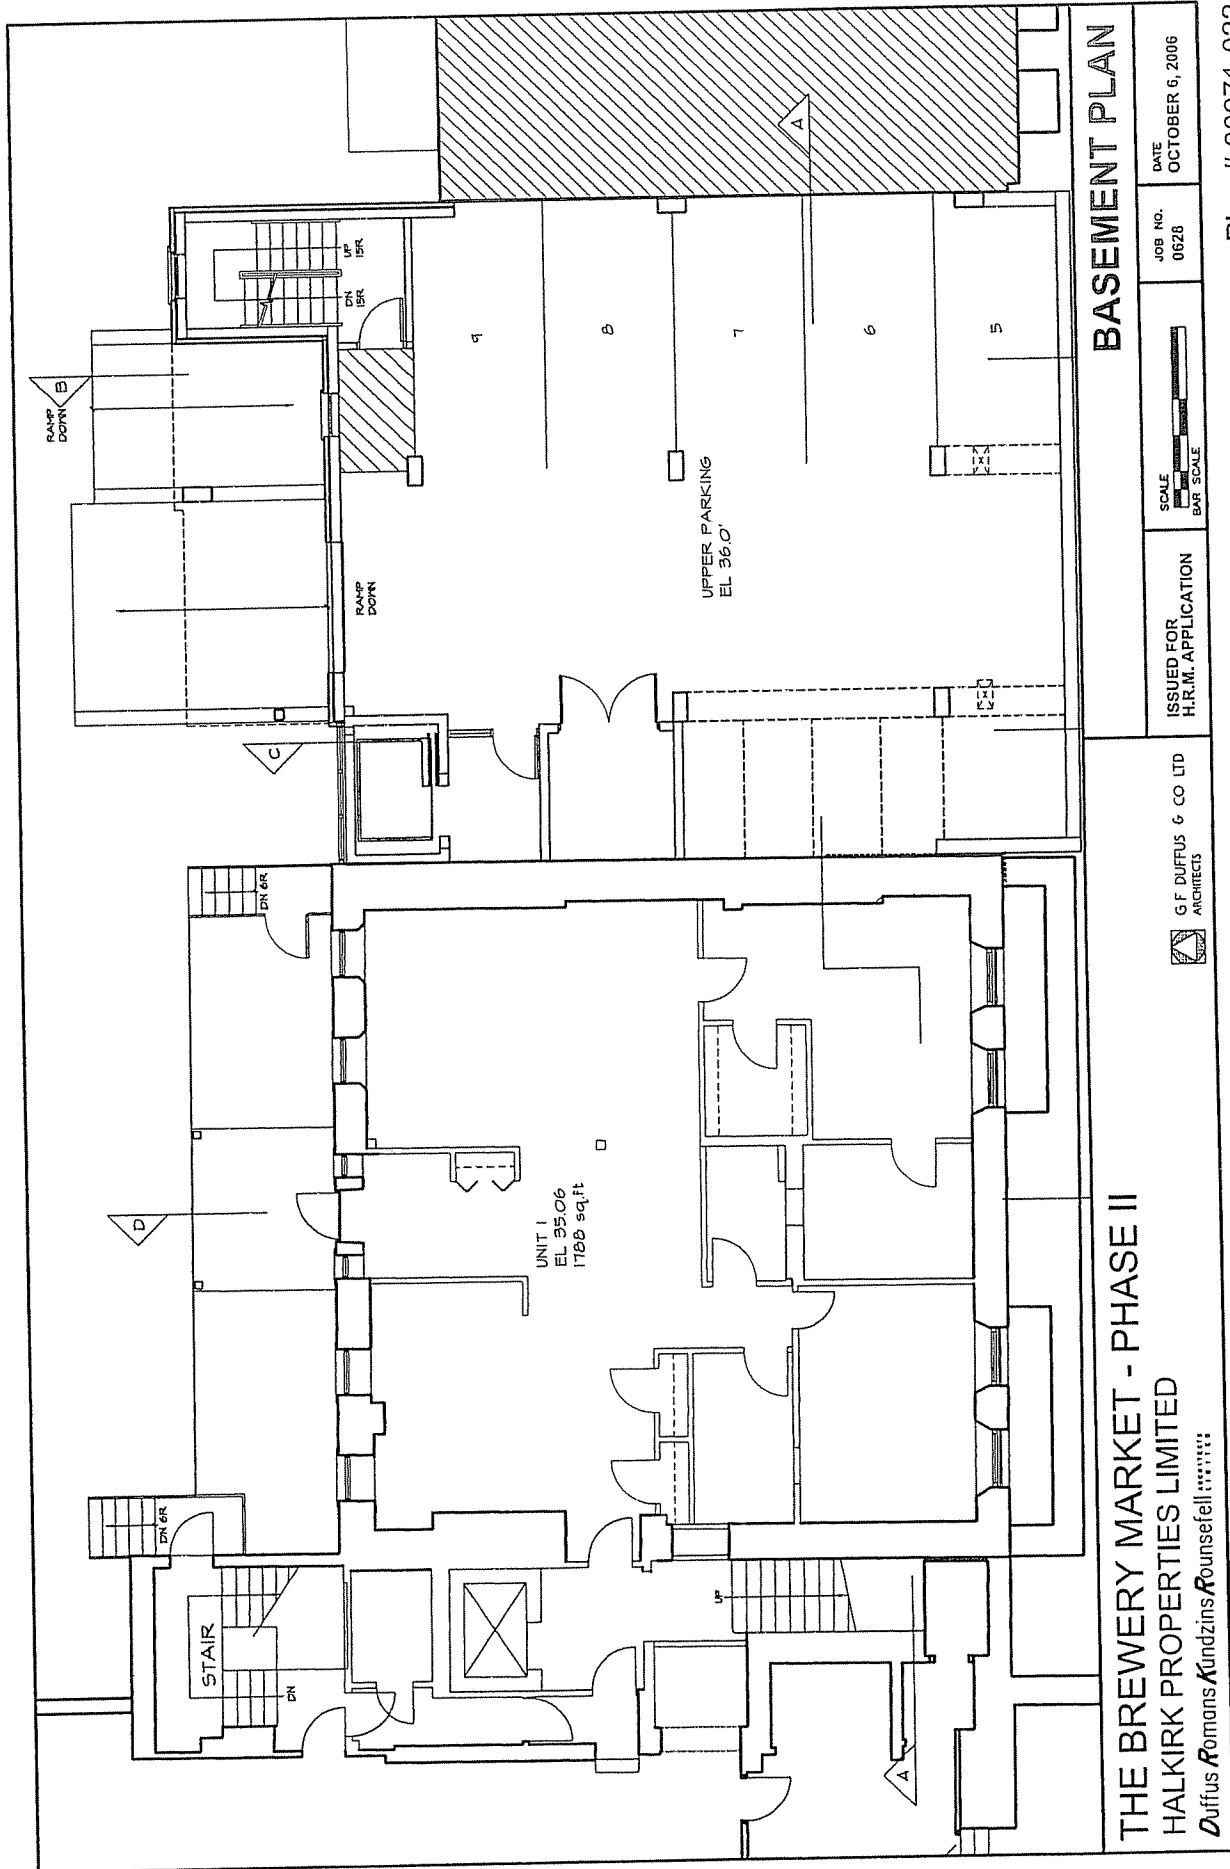 RAMP
DOWN
B
C
D
DN 6R
DN 6R
STAIR
DN
UP
DN
15R
UP
15R
RAMP
DOWN
9
8
7
6
5
UPPER PARKING
EL 36.0'
A
UNIT 1
EL 35.06
1788 sq.ft
UP
A
THE BREWERY MARKET - PHASE II
HALKIRK PROPERTIES LIMITED
Duffus Romans Kundzins Rounsefell
G F DUFFUS & CO LTD
ARCHITECTS
BASEMENT PLAN
ISSUED FOR
H.R.M. APPLICATION
SCALE
BAR SCALE
JOB NO.
0628
DATE
OCTOBER 6, 2006